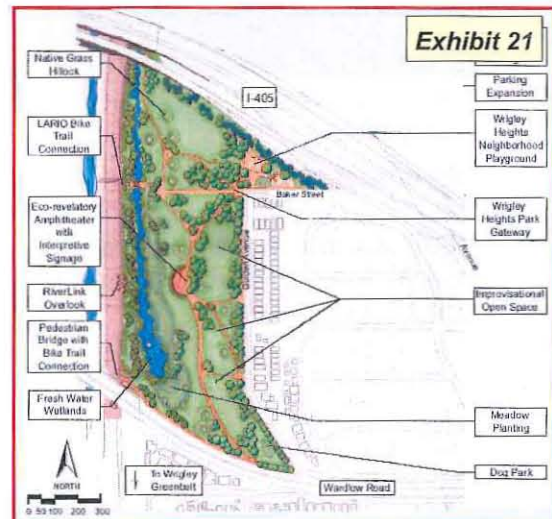 Exhibit 21
Native Grass
Hillock
I-405
Parking
Expansion
LARIO Bike
Trail
Connection
Wrigley
Heights
Neighborhood
Playground
Baker Street
Eco-revelatory
Amphitheater
with
Interpretive
Signage
Wrigley
Heights Park
Gateway
Avenue
RiverLink
Overlook
Improvisational
Open Space
Pedestrian
Bridge with
Bike Trail
Connection
Fresh Water
Wetlands
Meadow
Planting
Dog Park
NORTH
0 50 100 200 300
To Wrigley
Greenbelt
Wardlow Road